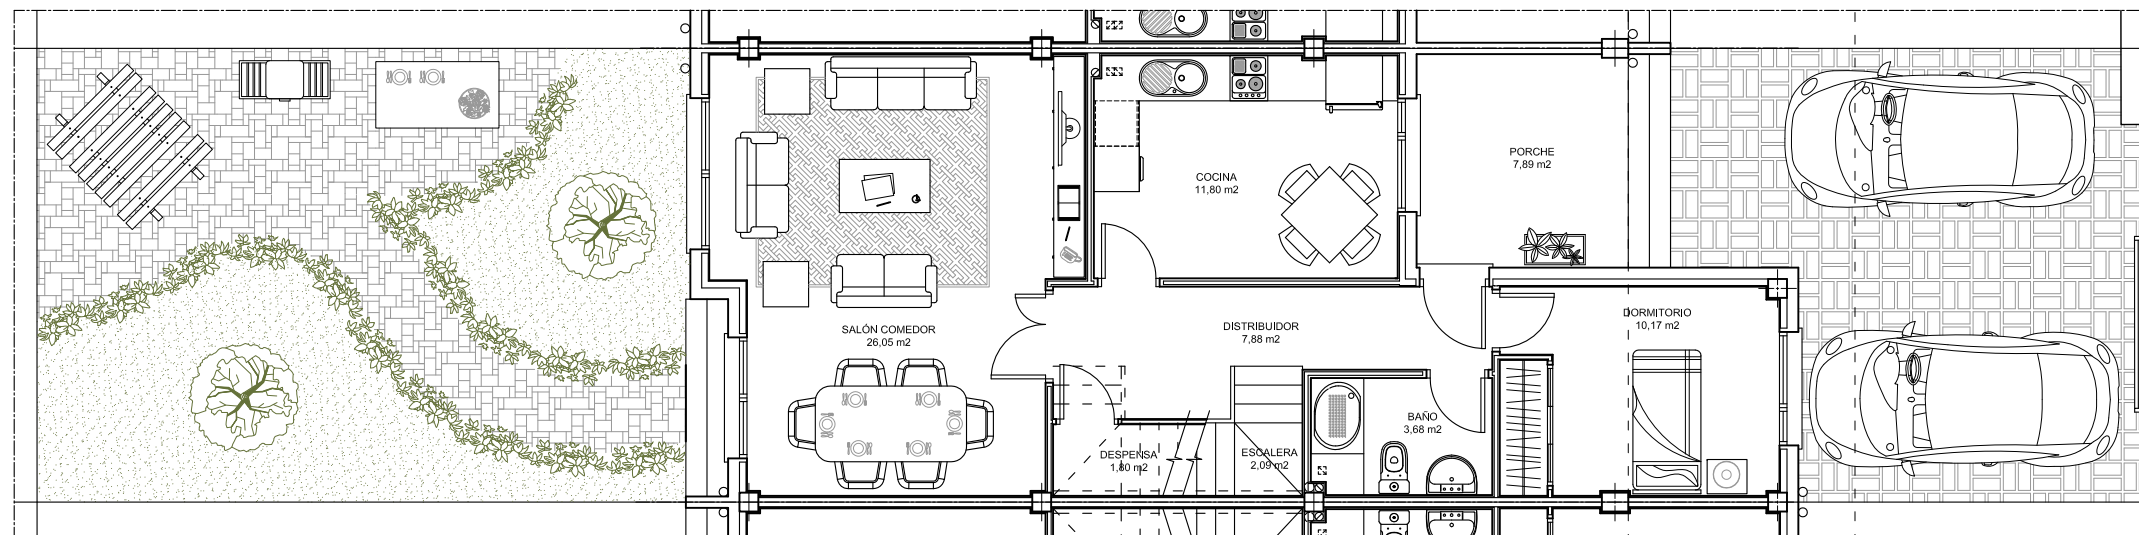 PORCHE
7,89 m2
COCINA
11,80 m2
SALÓN COMEDOR
26,05 m2
DISTRIBUIDOR
7,88 m2
DORMITORIO
10,17 m2
BAÑO
3,68 m2
DESPENSA
1,80 m2
ESCALERA
2,09 m2